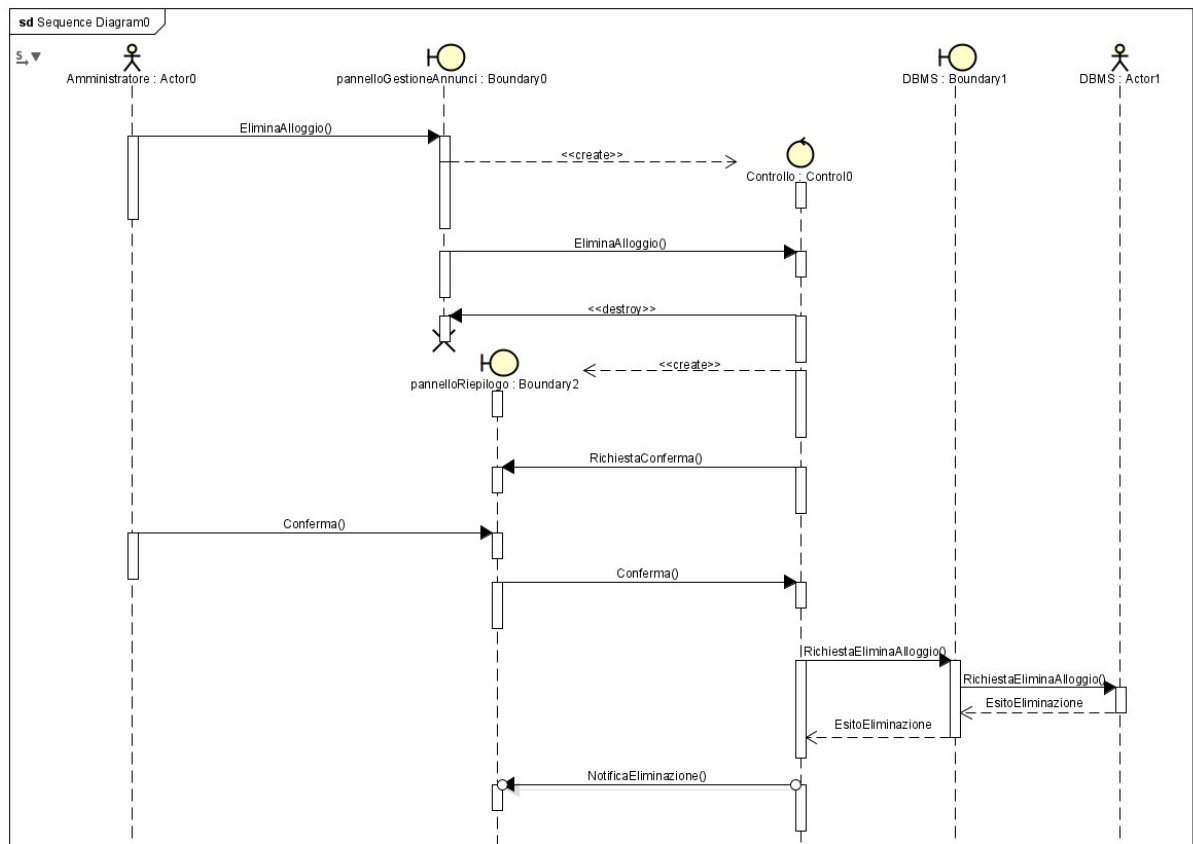 sd Sequence Diagram0
S
Amministratore : Actor0
pannelloGestioneAnnunci : Boundary0
DBMS : Boundary1
DBMS : Actor1
EliminaAlloggio()
<<create>>
Controllo : Control0
EliminaAlloggio()
<<destroy>>
<<create>>
pannelloRiepilogo : Boundary2
RichiestaConferma()
Conferma()
Conferma()
RichiestaEliminaAlloggio()
RichiestaEliminaAlloggio()
EsitoEliminazione
EsitoEliminazione
NotificaEliminazione()